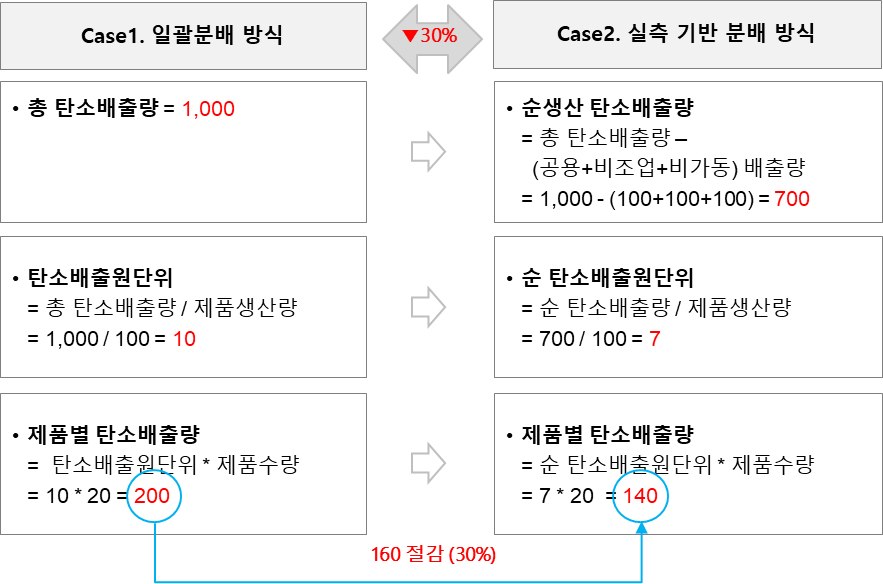 Case1. 일괄분배 방식
▼30%
Case2. 실측 기반 분배 방식
• 총 탄소배출량 = 1,000
• 순생산 탄소배출량
= 총 탄소배출량 –
(공용+비조업+비가동) 배출량
= 1,000 - (100+100+100) = 700
• 탄소배출원단위
= 총 탄소배출량 / 제품생산량
= 1,000 / 100 = 10
• 순 탄소배출원단위
= 순 탄소배출량 / 제품생산량
= 700 / 100 = 7
• 제품별 탄소배출량
= 탄소배출원단위 * 제품수량
= 10 * 20 = 200
• 제품별 탄소배출량
= 순 탄소배출원단위 * 제품수량
= 7 * 20 = 140
160 절감 (30%)